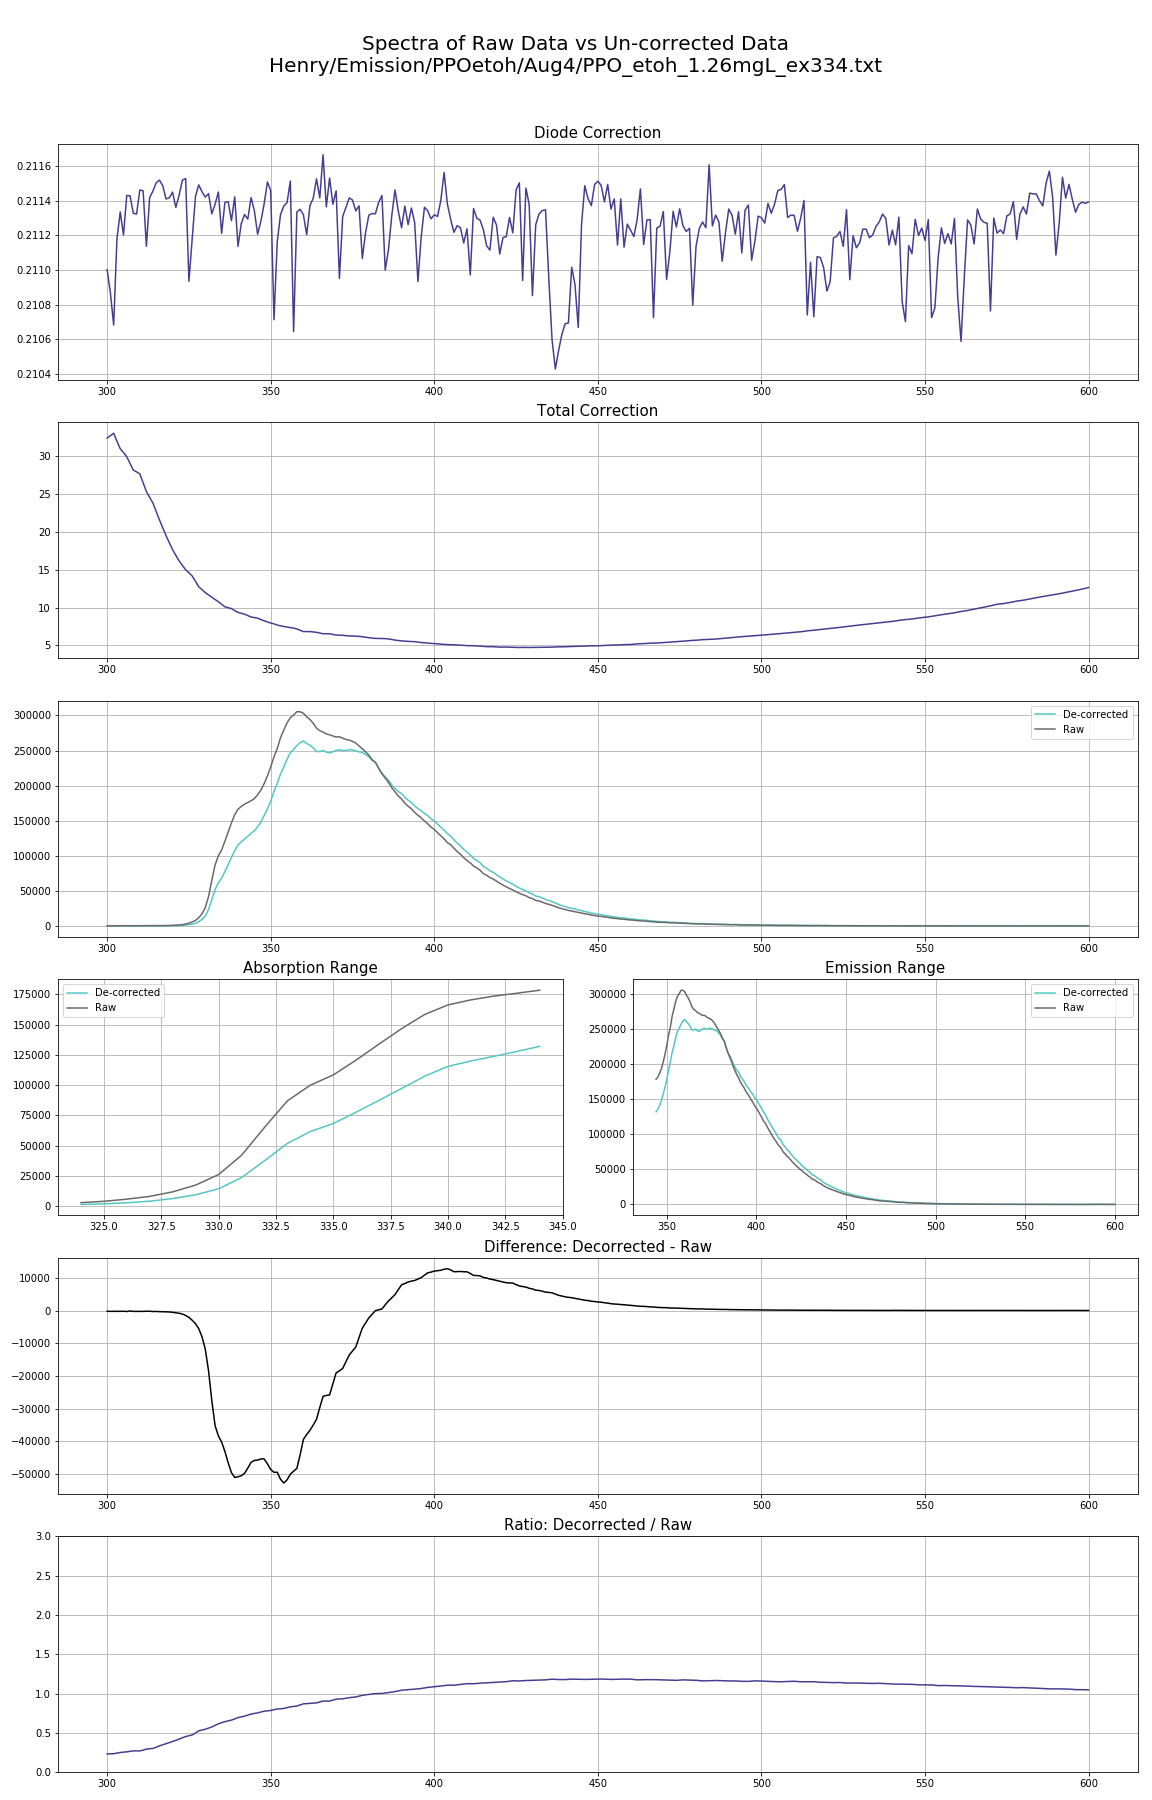 Spectra of Raw Data vs Un-corrected Data
Henry/Emission/PPOetoh/Aug4/PPO_etoh_1.26mgL_ex334.txt
Diode Correction
0.2116
0.2114
0.2112
0.2110
0.2108
0.2106
0.2104
300 350 400 450 500 550 600
Total Correction
30
25
20
15
10
5
300 350 400 450 500 550 600
300000
250000
200000
150000
100000
50000
0
De-corrected
Raw
300 350 400 450 500 550 600
Absorption Range
175000
150000
125000
100000
75000
50000
25000
0
De-corrected
Raw
325.0 327.5 330.0 332.5 335.0 337.5 340.0 342.5 345.0
Emission Range
300000
250000
200000
150000
100000
50000
0
De-corrected
Raw
350 400 450 500 550 600
Difference: Decorrected - Raw
10000
0
−10000
−20000
−30000
−40000
−50000
300 350 400 450 500 550 600
Ratio: Decorrected / Raw
3.0
2.5
2.0
1.5
1.0
0.5
0.0
300 350 400 450 500 550 600